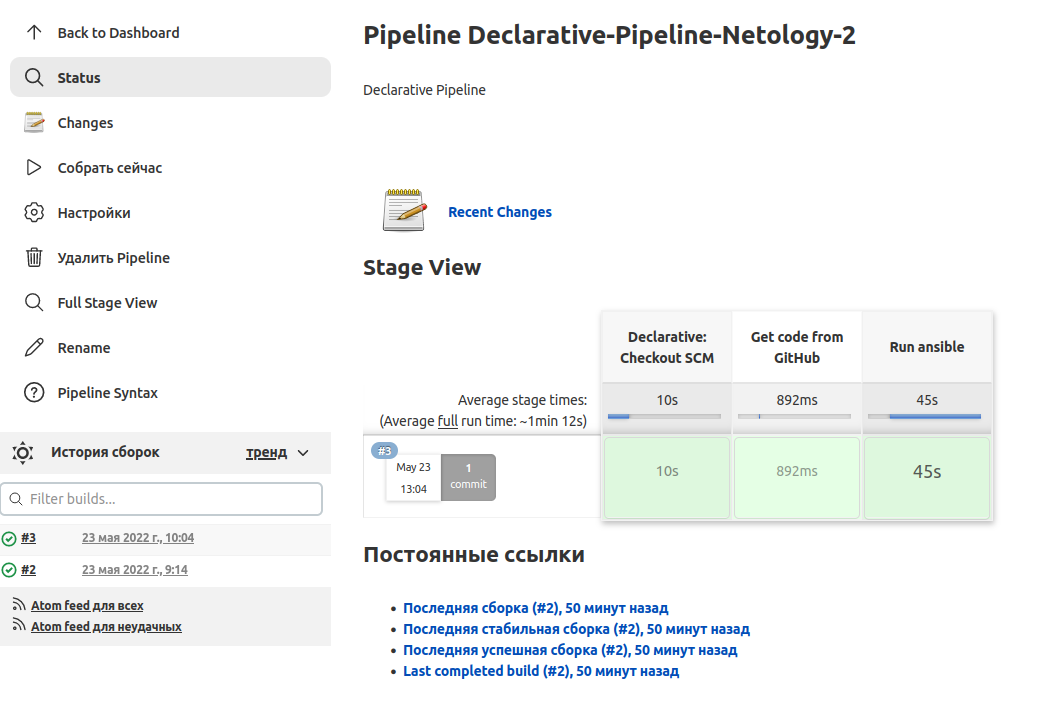 Back to Dashboard
Status
Changes
Собрать сейчас
Настройки
Удалить Pipeline
Full Stage View
Rename
Pipeline Syntax
История сборок
тренд
Filter builds...
#3 23 мая 2022 г., 10:04
#2 23 мая 2022 г., 9:14
Atom feed для всех
Atom feed для неудачных
Pipeline Declarative-Pipeline-Netology-2
Declarative Pipeline
Recent Changes
Stage View
Declarative:
Checkout SCM
Get code from
GitHub
Run ansible
Average stage times:
(Average full run time: ~1min 12s)
10s
892ms
45s
#3
May 23
13:04
1
commit
10s
892ms
45s
Постоянные ссылки
Последняя сборка (#2), 50 минут назад
Последняя стабильная сборка (#2), 50 минут назад
Последняя успешная сборка (#2), 50 минут назад
Last completed build (#2), 50 минут назад